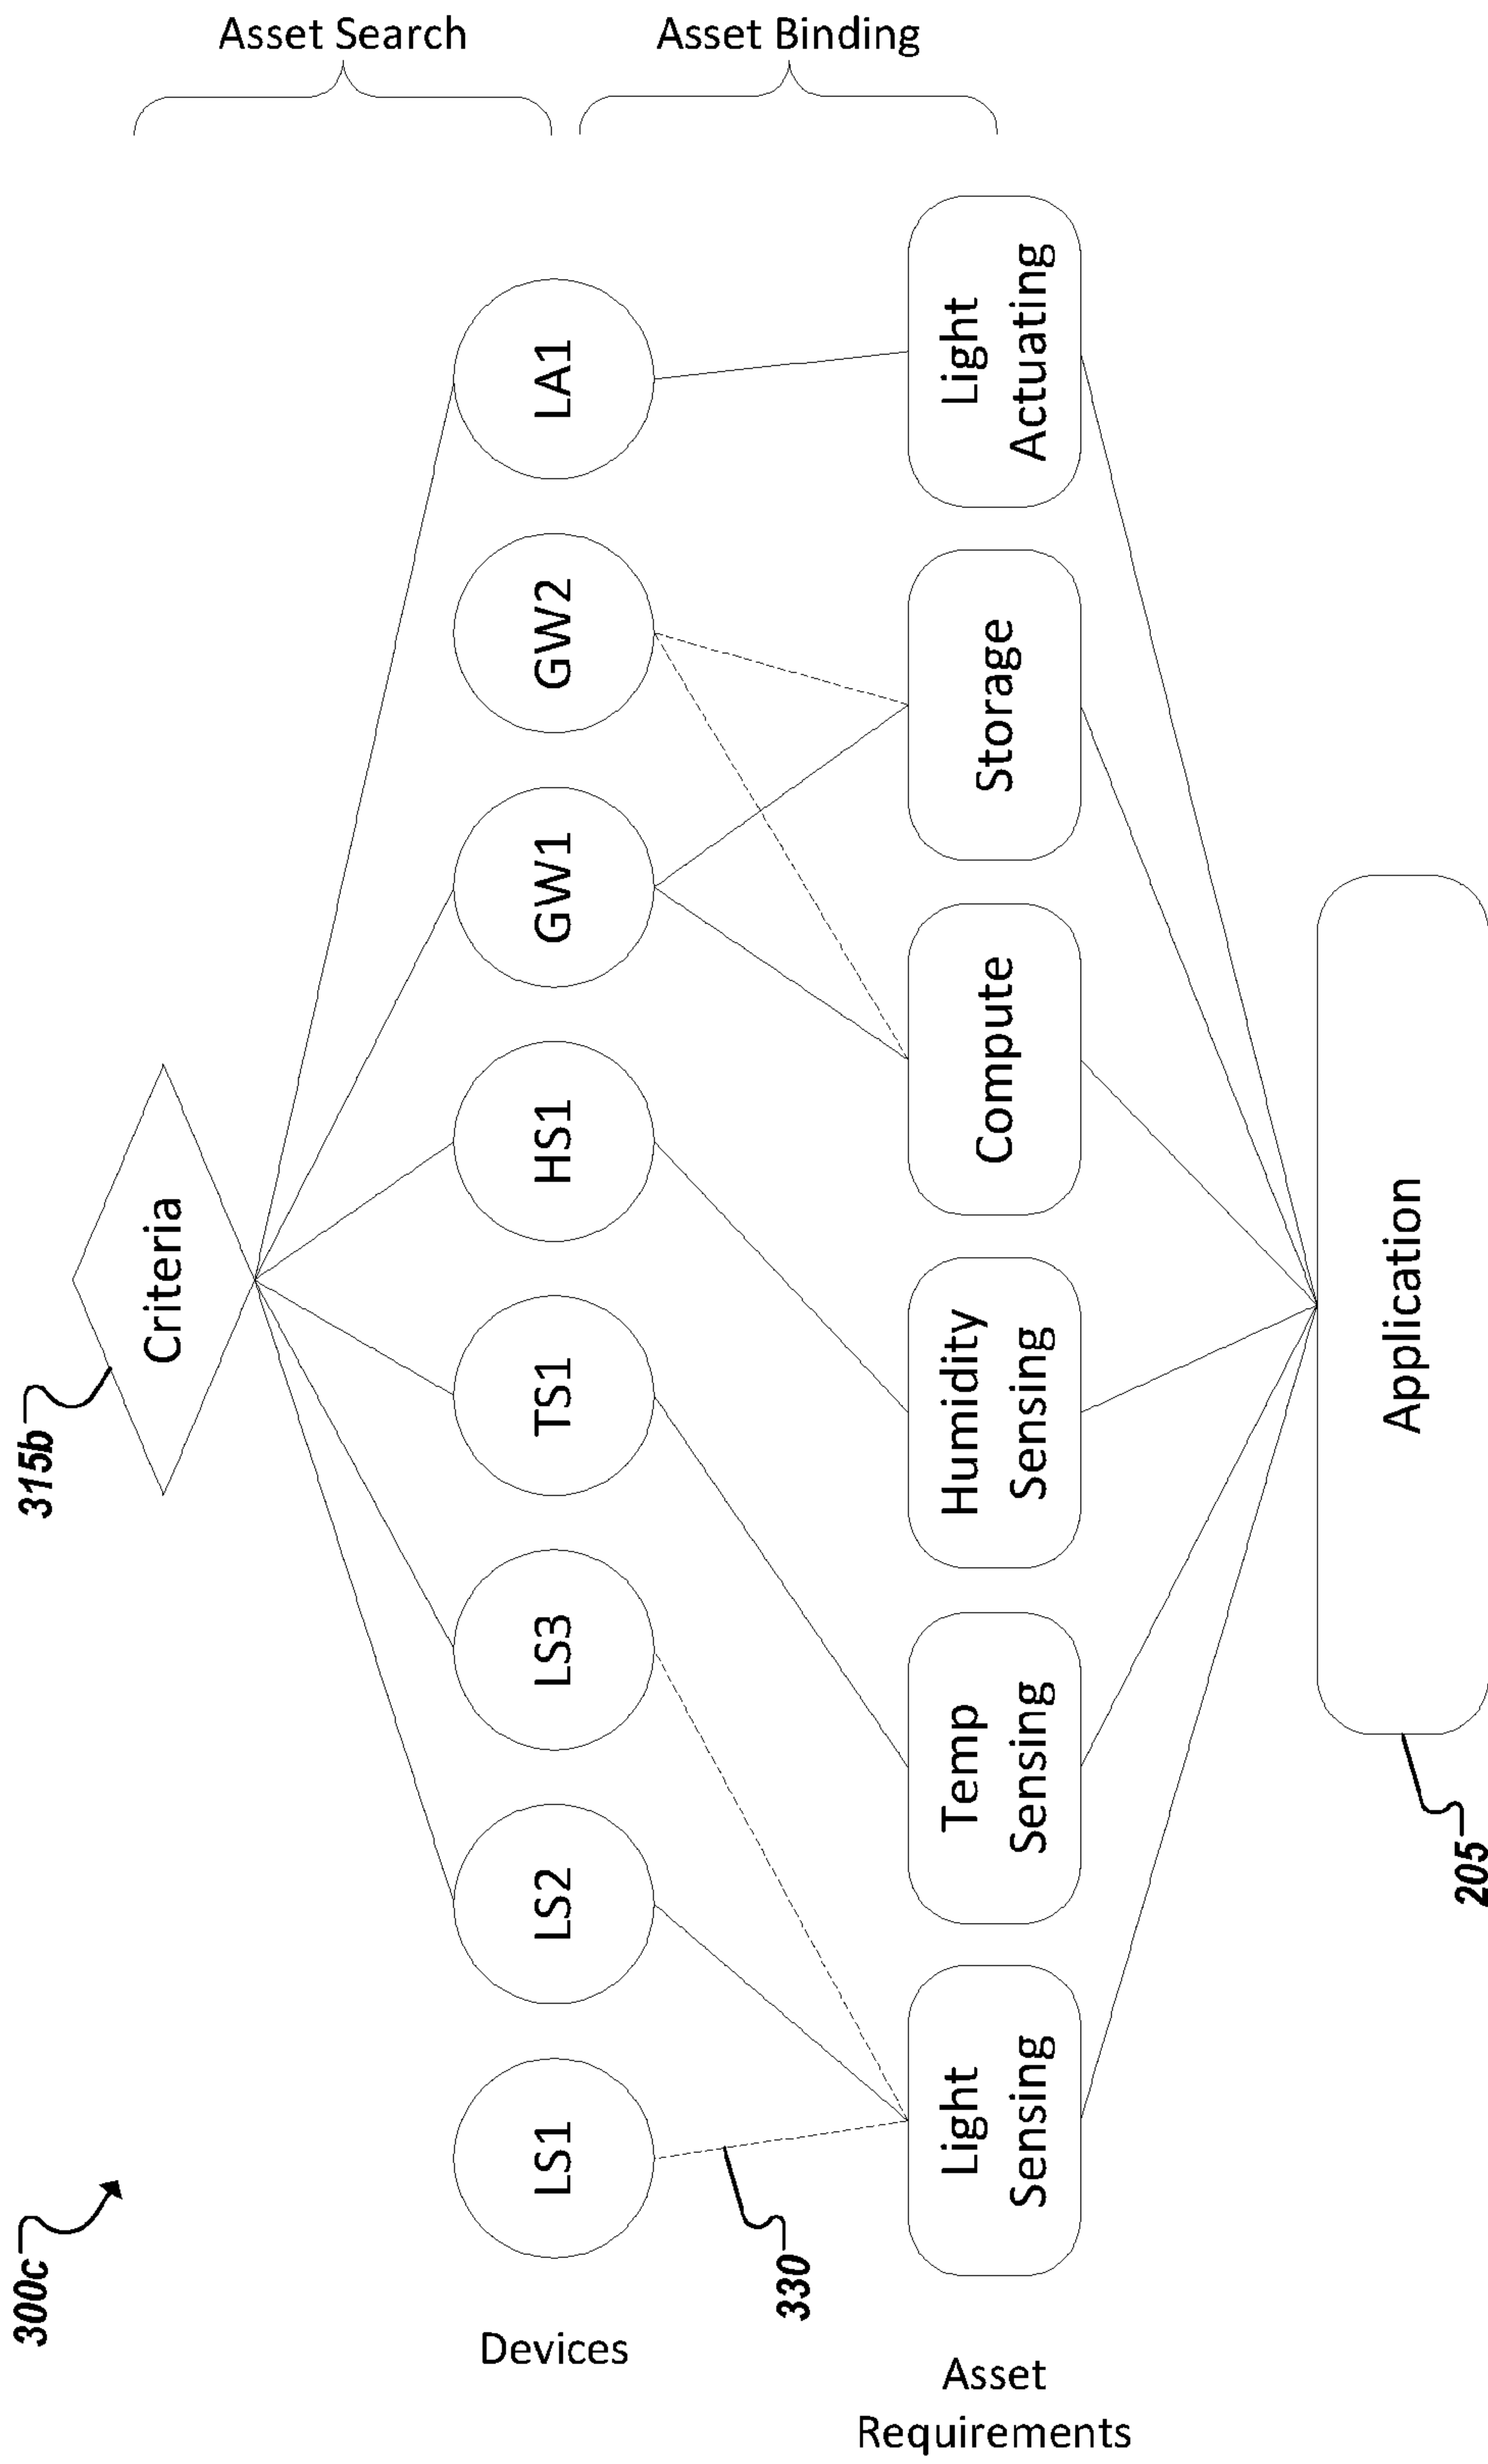 Asset Search
Asset Binding
300c
315b
Criteria
Devices
LS1
LS2
LS3
TS1
HS1
GW1
GW2
LA1
330
Asset
Requirements
Light
Sensing
Temp
Sensing
Humidity
Sensing
Compute
Storage
Light
Actuating
Application
205